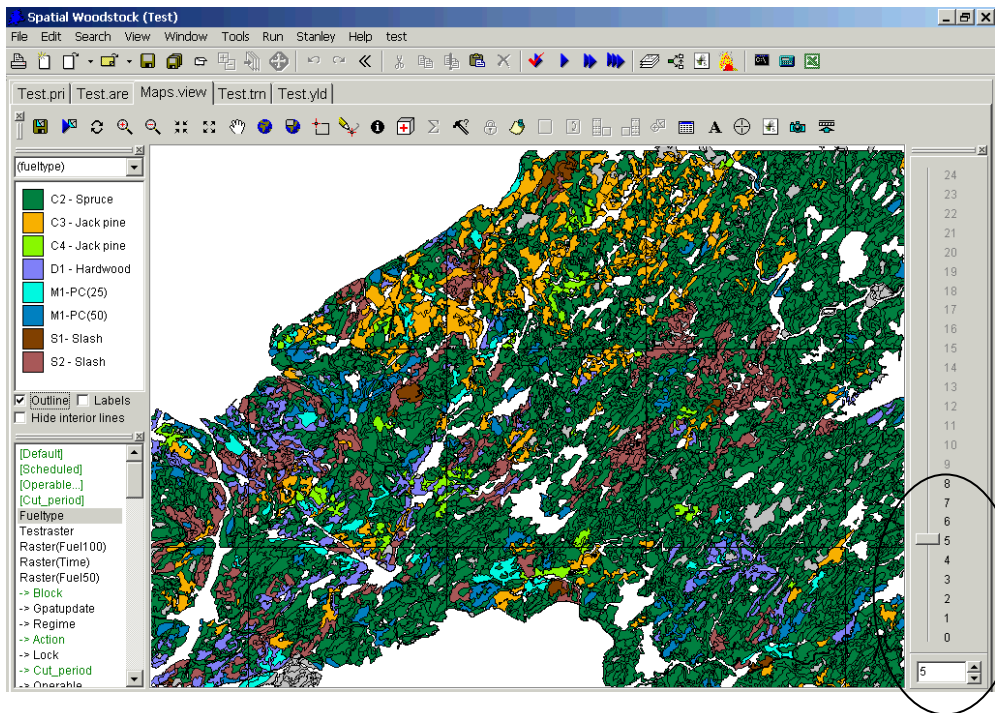 Spatial Woodstock (Test)
File Edit Search View Window Tools Run Stanley Help test
Test.pri Test.are Maps.view Test.trn Test.yld
(fueltype)
C2 - Spruce
C3 - Jack pine
C4 - Jack pine
D1 - Hardwood
M1-PC(25)
M1-PC(50)
S1- Slash
S2 - Slash
Outline Labels
Hide interior lines
[Default]
[Scheduled]
[Operable...]
[Cut_period]
Fueltype
Testraster
Raster(Fuel100)
Raster(Time)
Raster(Fuel50)
-> Block
-> Gpatupdate
-> Regime
-> Action
-> Lock
-> Cut_period
-> Operable
24
23
22
21
20
19
18
17
16
15
14
13
12
11
10
9
8
7
6
5
4
3
2
1
0
5